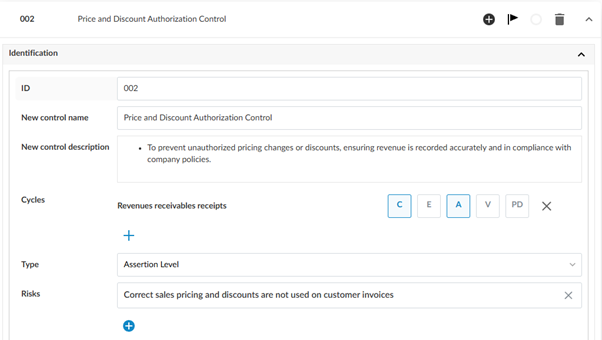 002 Price and Discount Authorization Control
Identification
ID 002
New control name Price and Discount Authorization Control
New control description • To prevent unauthorized pricing changes or discounts, ensuring revenue is recorded accurately and in compliance with
company policies.
Cycles
Revenues receivables receipts C E A V PD
Type Assertion Level
Risks Correct sales pricing and discounts are not used on customer invoices